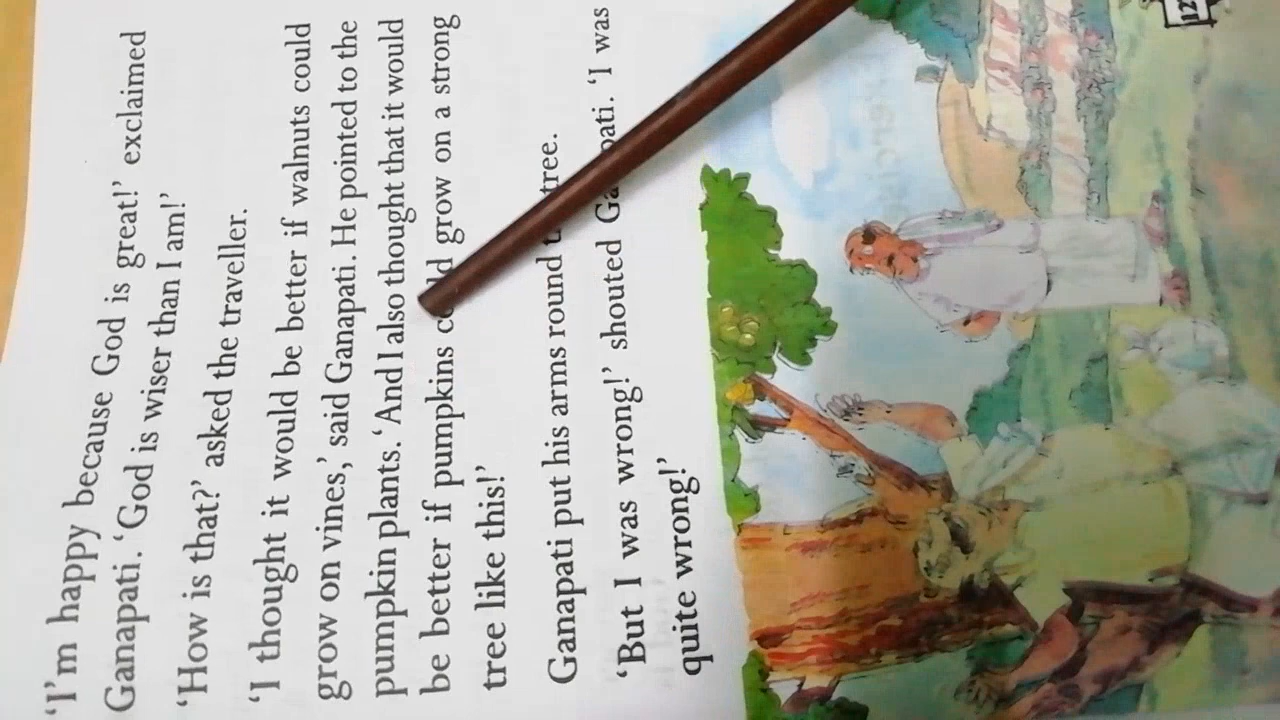 ‘I’m happy because God is great!’ exclaimed
Ganapati. ‘God is wiser than I am!’
‘How is that?’ asked the traveller.
‘I thought it would be better if walnuts could
grow on vines,’ said Ganapati. He pointed to the
pumpkin plants. ‘And I also thought that it would
be better if pumpkins could grow on a strong
tree like this!’
Ganapati put his arms round tree.
‘But I was wrong!’ shouted Ganapati. ‘I was
quite wrong!’